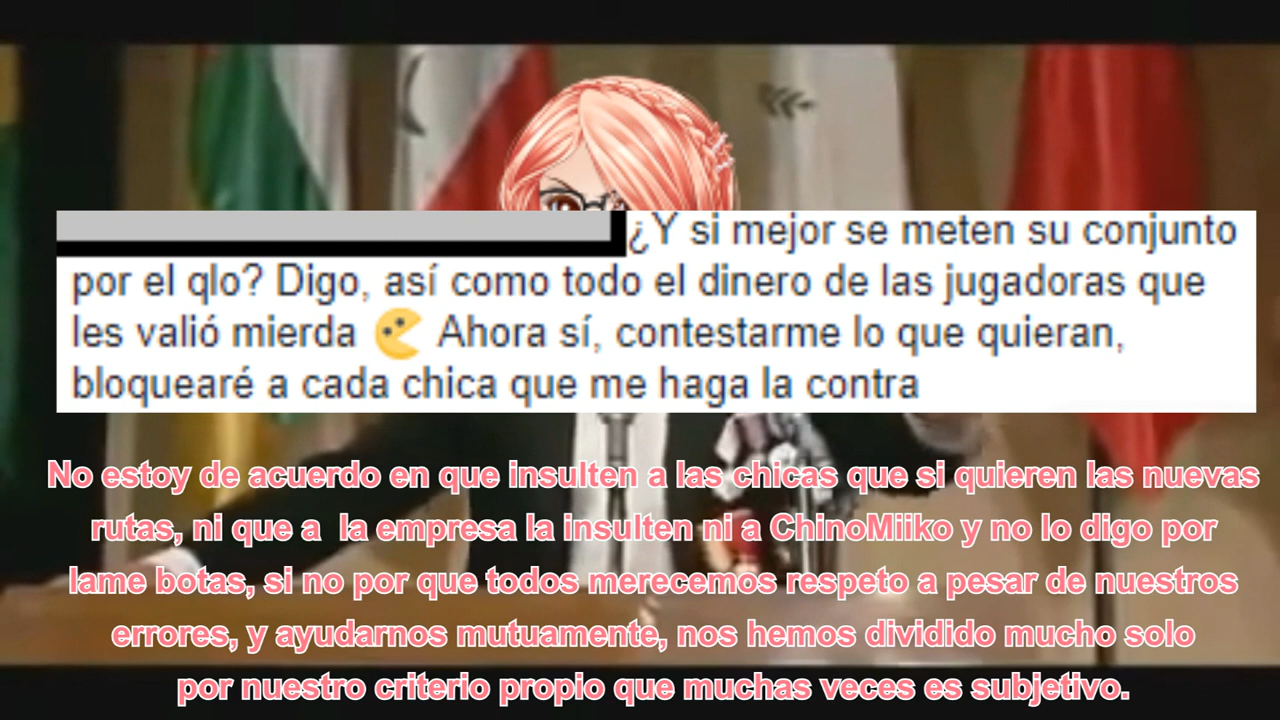 ¿Y si mejor se meten su conjunto
por el qlo? Digo, así como todo el dinero de las jugadoras que
les valió mierda Ahora sí, contestarme lo que quieran,
bloquearé a cada chica que me haga la contra
No estoy de acuerdo en que insulten a las chicas que si quieren las nuevas
rutas, ni que a la empresa la insulten ni a ChinoMiiko y no lo digo por
lame botas, si no por que todos merecemos respeto a pesar de nuestros
errores, y ayudarnos mutuamente, nos hemos dividido mucho solo
por nuestro criterio propio que muchas veces es subjetivo.